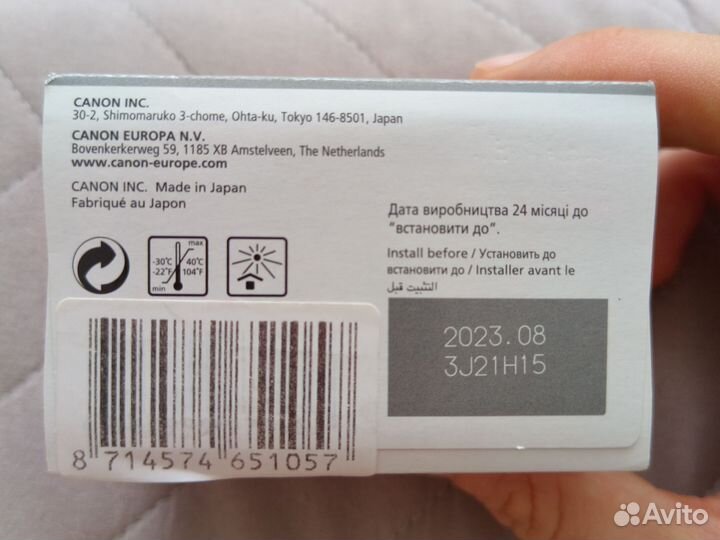 CANON INC.
30-2, Shimomaruko 3-chome, Ohta-ku, Tokyo 146-8501, Japan
CANON EUROPA N.V.
Bovenkerkerweg 59, 1185 XB Amstelveen, The Netherlands
www.canon-europe.com
CANON INC. Made in Japan
Fabriqué au Japon
max
-30°C 40°C
-22°F 104°F
min
Дата виробництва 24 місяці до
“встановити до”.
Install before / Установить до
встановити до / Installer avant le
التثبيت قبل
2023.08
3J21H15
8 714574 651057
Avito